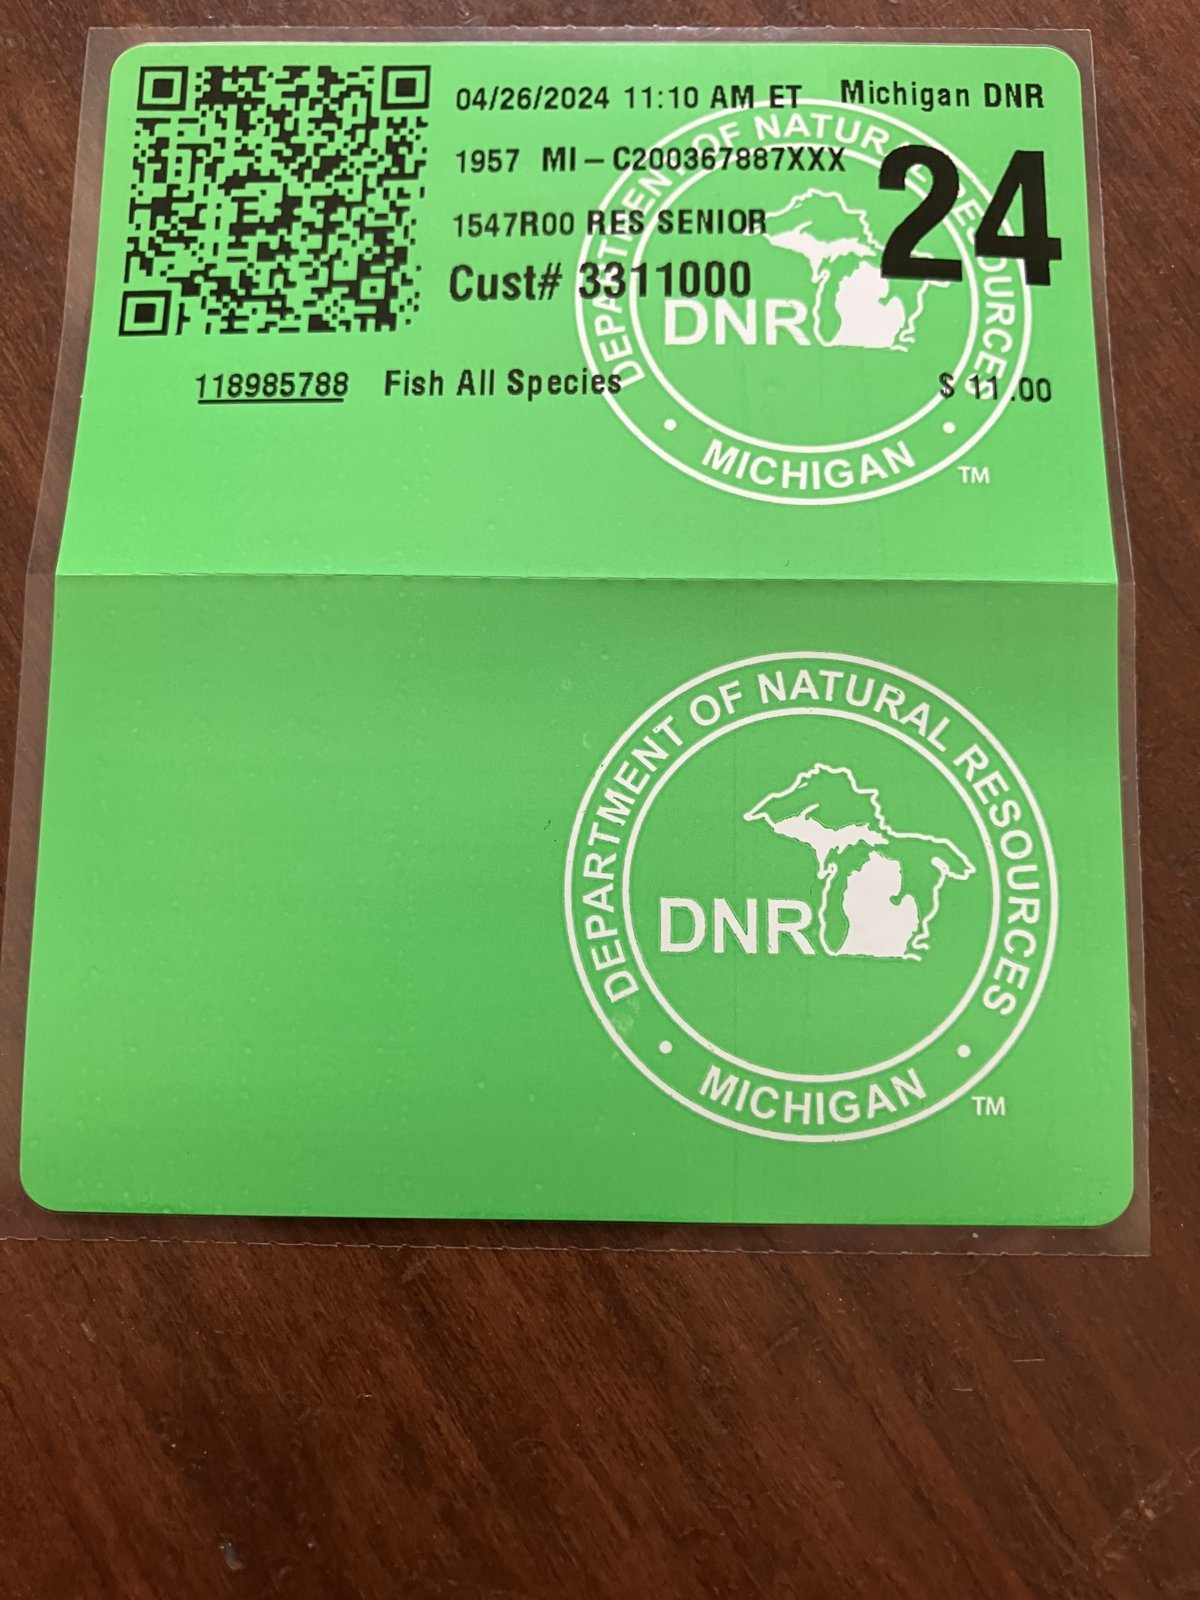 04/26/2024 11:10 AM ET Michigan DNR
1957 MI – C200367887XXX
24
1547R00 RES SENIOR
Cust# 3311000
118985788 Fish All Species $ 11.00
DEPARTMENT OF NATURAL RESOURCES
DNR
MICHIGAN
TM
DEPARTMENT OF NATURAL RESOURCES
DNR
MICHIGAN
TM